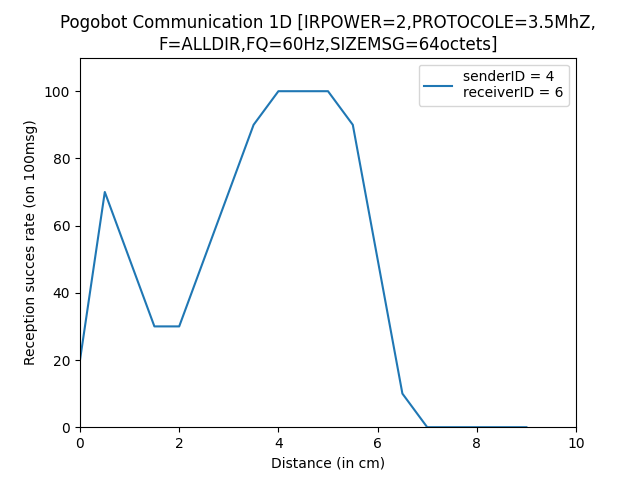 Pogobot Communication 1D [IRPOWER=2,PROTOCOLE=3.5MhZ,
F=ALLDIR,FQ=60Hz,SIZEMSG=64octets]
senderID = 4
receiverID = 6
Reception succes rate (on 100msg)
100
80
60
40
20
0
0 2 4 6 8 10
Distance (in cm)